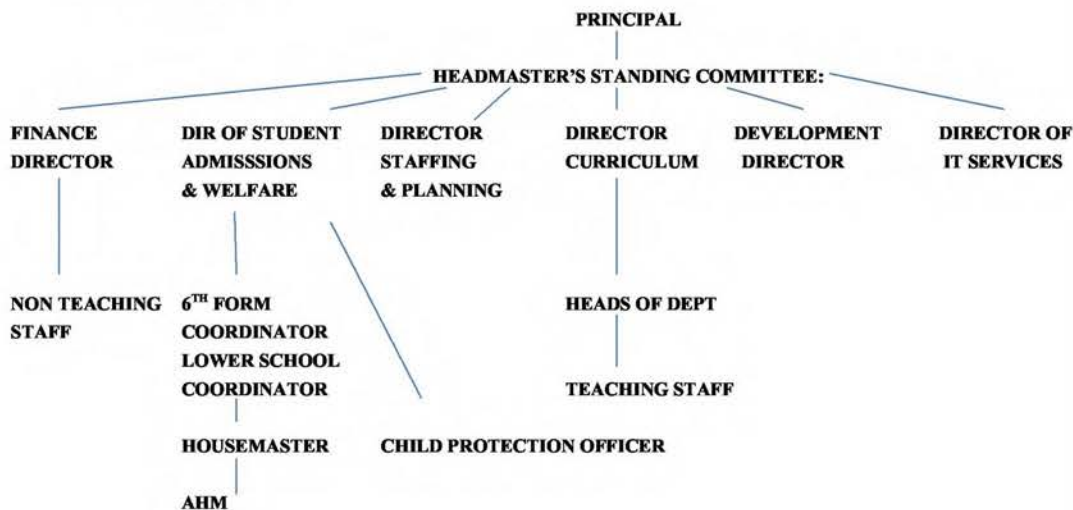 PRINCIPAL
HEADMASTER'S STANDING COMMITTEE:
FINANCE
DIRECTOR
DIR OF STUDENT
ADMISSSIONS
& WELFARE
DIRECTOR
STAFFING
& PLANNING
DIRECTOR
CURRICULUM
DEVELOPMENT
DIRECTOR
DIRECTOR OF
IT SERVICES
NON TEACHING
STAFF
6TH FORM
COORDINATOR
LOWER SCHOOL
COORDINATOR
HEADS OF DEPT
TEACHING STAFF
HOUSEMASTER
CHILD PROTECTION OFFICER
AHM